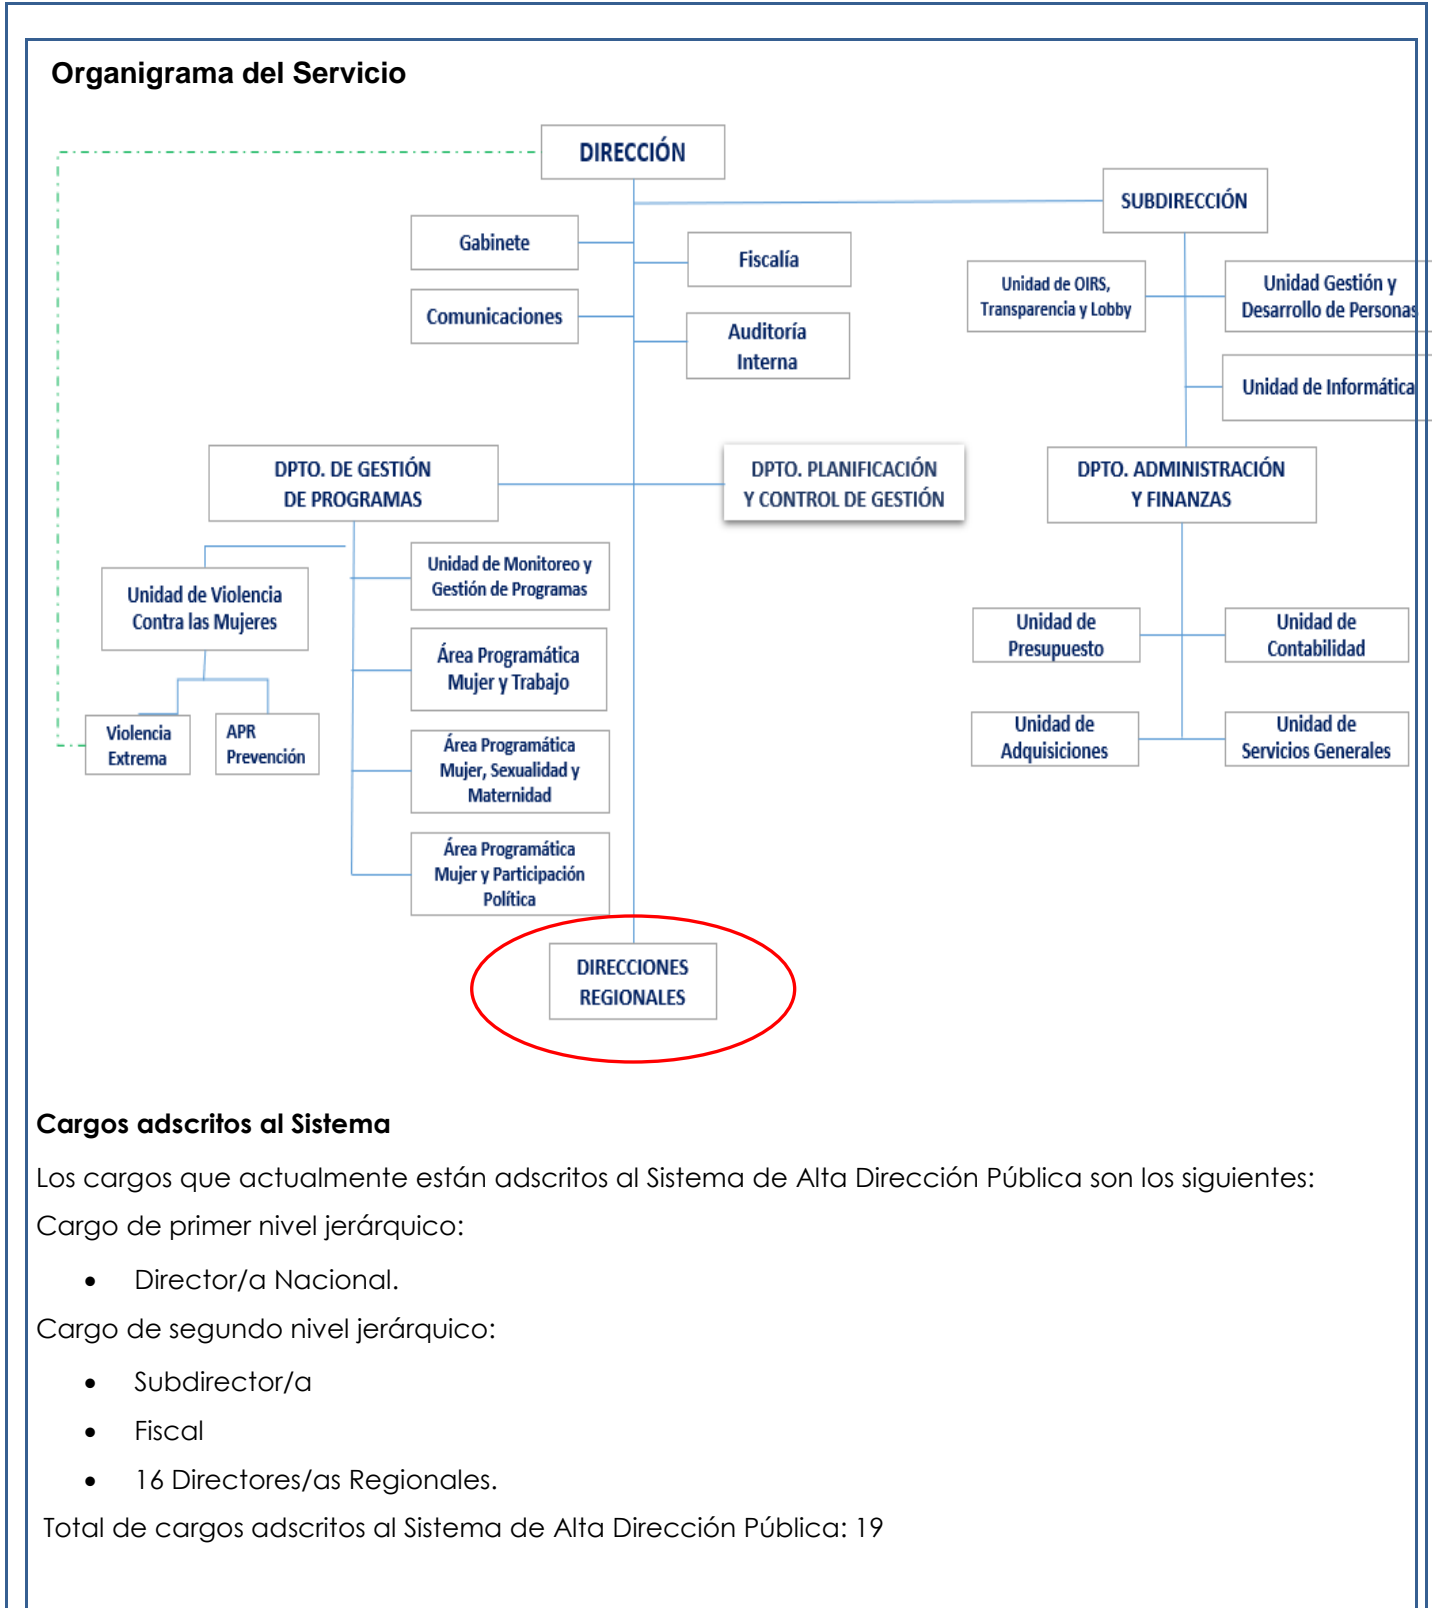 Organigrama del Servicio
DIRECCIÓN
SUBDIRECCIÓN
Gabinete
Fiscalía
Comunicaciones
Auditoría
Interna
Unidad de OIRS,
Transparencia y Lobby
Unidad Gestión y
Desarrollo de Personas
Unidad de Informática
DPTO. DE GESTIÓN
DE PROGRAMAS
DPTO. PLANIFICACIÓN
Y CONTROL DE GESTIÓN
DPTO. ADMINISTRACIÓN
Y FINANZAS
Unidad de Violencia
Contra las Mujeres
Unidad de Monitoreo y
Gestión de Programas
Área Programática
Mujer y Trabajo
Violencia
Extrema
APR
Prevención
Área Programática
Mujer, Sexualidad y
Maternidad
Área Programática
Mujer y Participación
Política
Unidad de
Presupuesto
Unidad de
Contabilidad
Unidad de
Adquisiciones
Unidad de
Servicios Generales
DIRECCIONES
REGIONALES
Cargos adscritos al Sistema
Los cargos que actualmente están adscritos al Sistema de Alta Dirección Pública son los siguientes:
Cargo de primer nivel jerárquico:
• Director/a Nacional.
Cargo de segundo nivel jerárquico:
• Subdirector/a
• Fiscal
• 16 Directores/as Regionales.
Total de cargos adscritos al Sistema de Alta Dirección Pública: 19